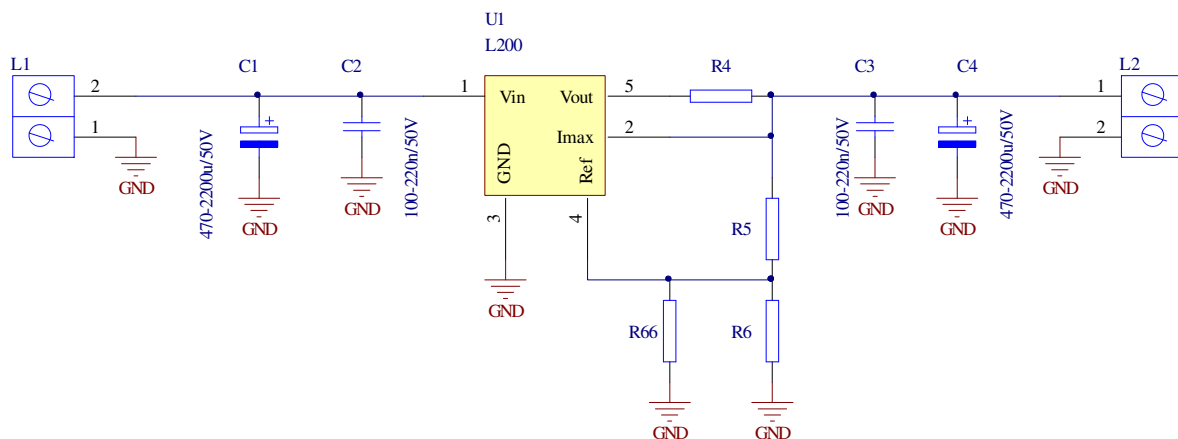 U1
L200
L1
C1
C2
R4
C3
C4
L2
2
1
Vin
Vout
5
1
Imax
2
1
2
GND
Ref
470-2200u/50V
100-220n/50V
100-220n/50V
470-2200u/50V
GND
GND
GND
GND
GND
GND
3
4
R5
GND
R66
R6
GND
GND